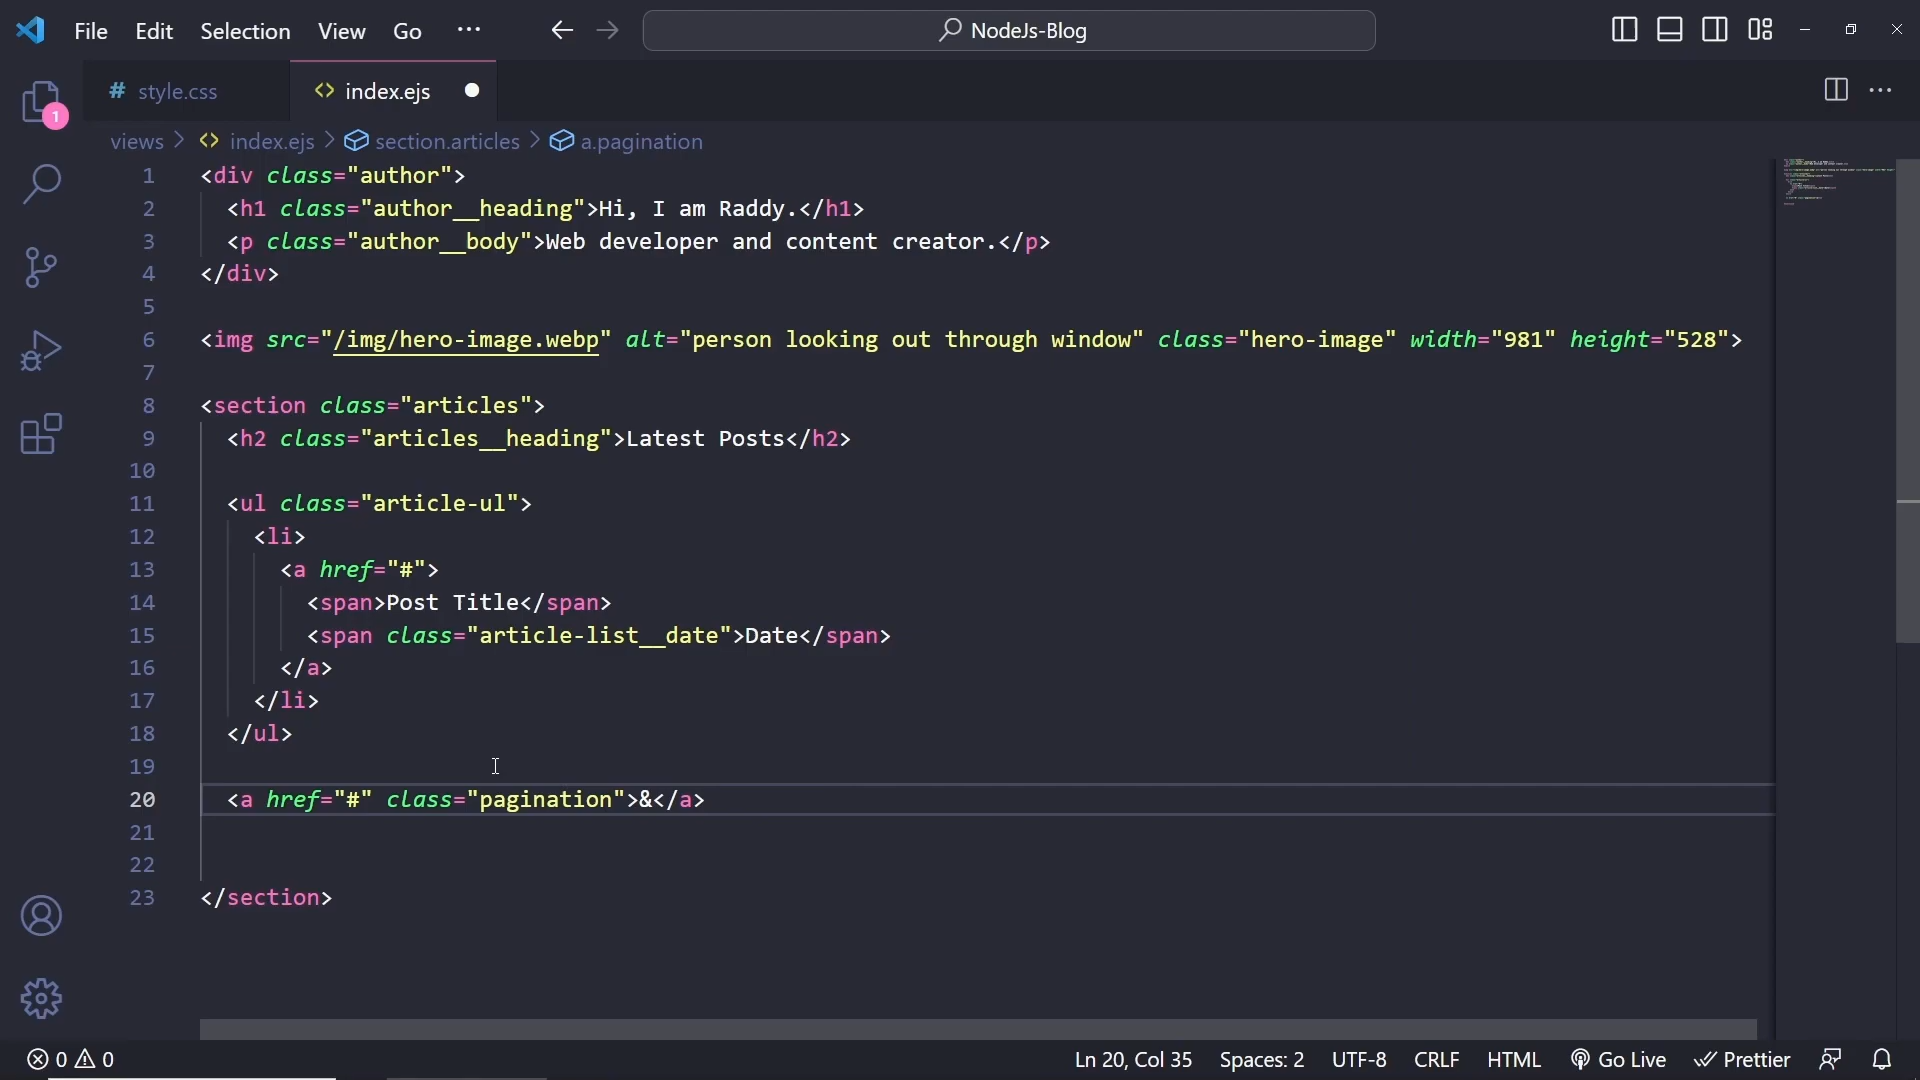 File Edit Selection View Go ··· NodeJs-Blog
1
# style.css <> index.ejs
views > <> index.ejs > section.articles > a.pagination
1 <div class="author">
2   <h1 class="author__heading">Hi, I am Raddy.</h1>
3   <p class="author__body">Web developer and content creator.</p>
4 </div>
5
6 <img src="/img/hero-image.webp" alt="person looking out through window" class="hero-image" width="981" height="528">
7
8 <section class="articles">
9   <h2 class="articles__heading">Latest Posts</h2>
10
11   <ul class="article-ul">
12     <li>
13       <a href="#">
14         <span>Post Title</span>
15         <span class="article-list__date">Date</span>
16       </a>
17     </li>
18   </ul>
19
20   <a href="#" class="pagination">&</a>
21
22
23 </section>
0 0 Ln 20, Col 35 Spaces: 2 UTF-8 CRLF HTML Go Live Prettier